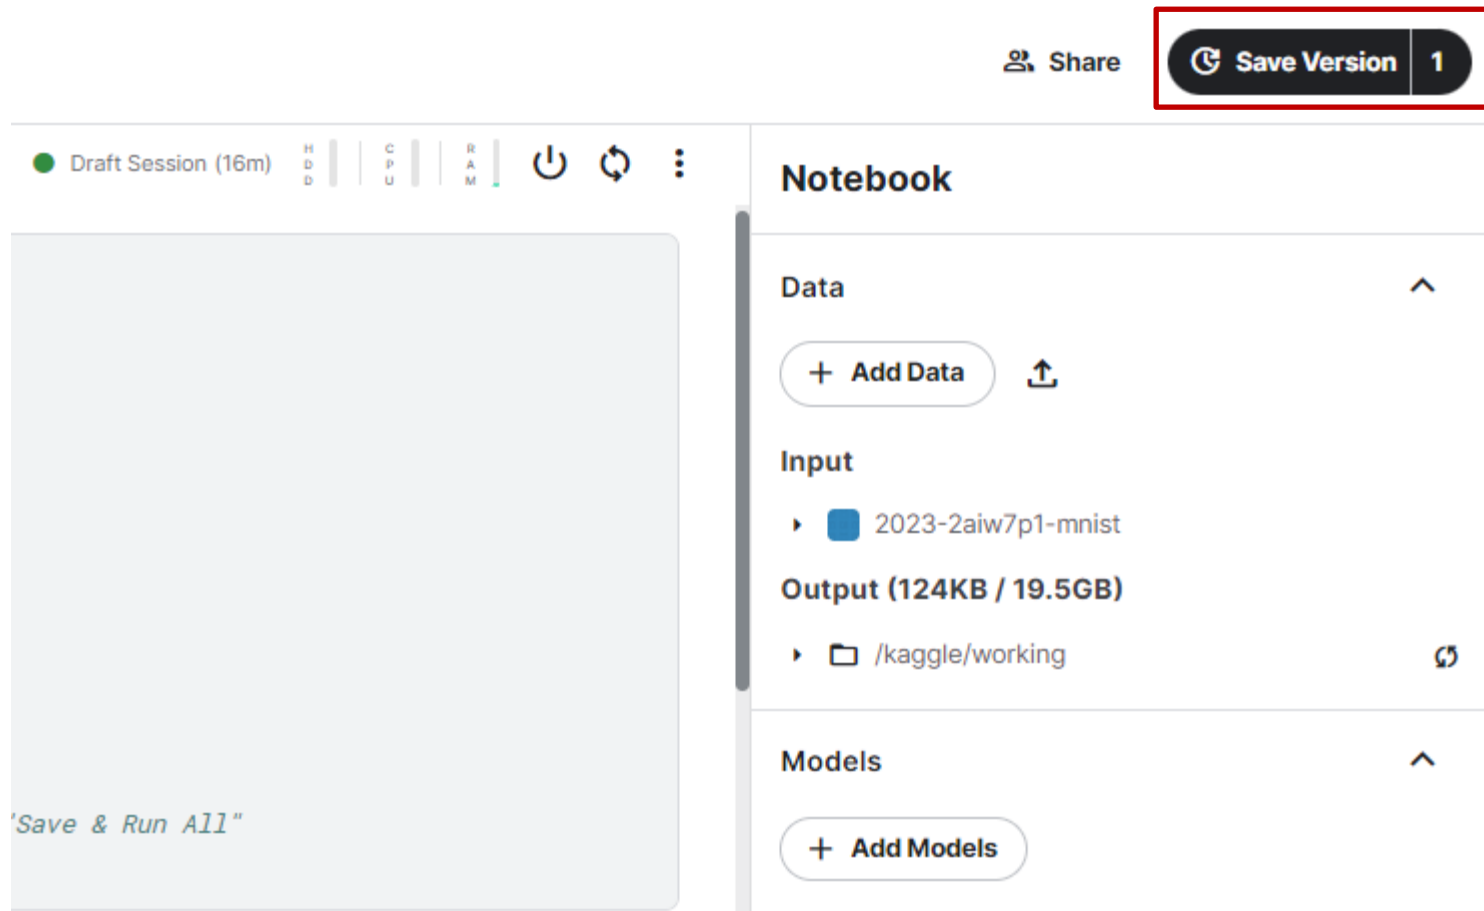 Share
Save Version 1
Draft Session (16m)
HDD
CPU
RAM
Notebook
Data
+ Add Data
Input
2023-2aiw7p1-mnist
Output (124KB / 19.5GB)
/kaggle/working
Models
"Save & Run All"
+ Add Models